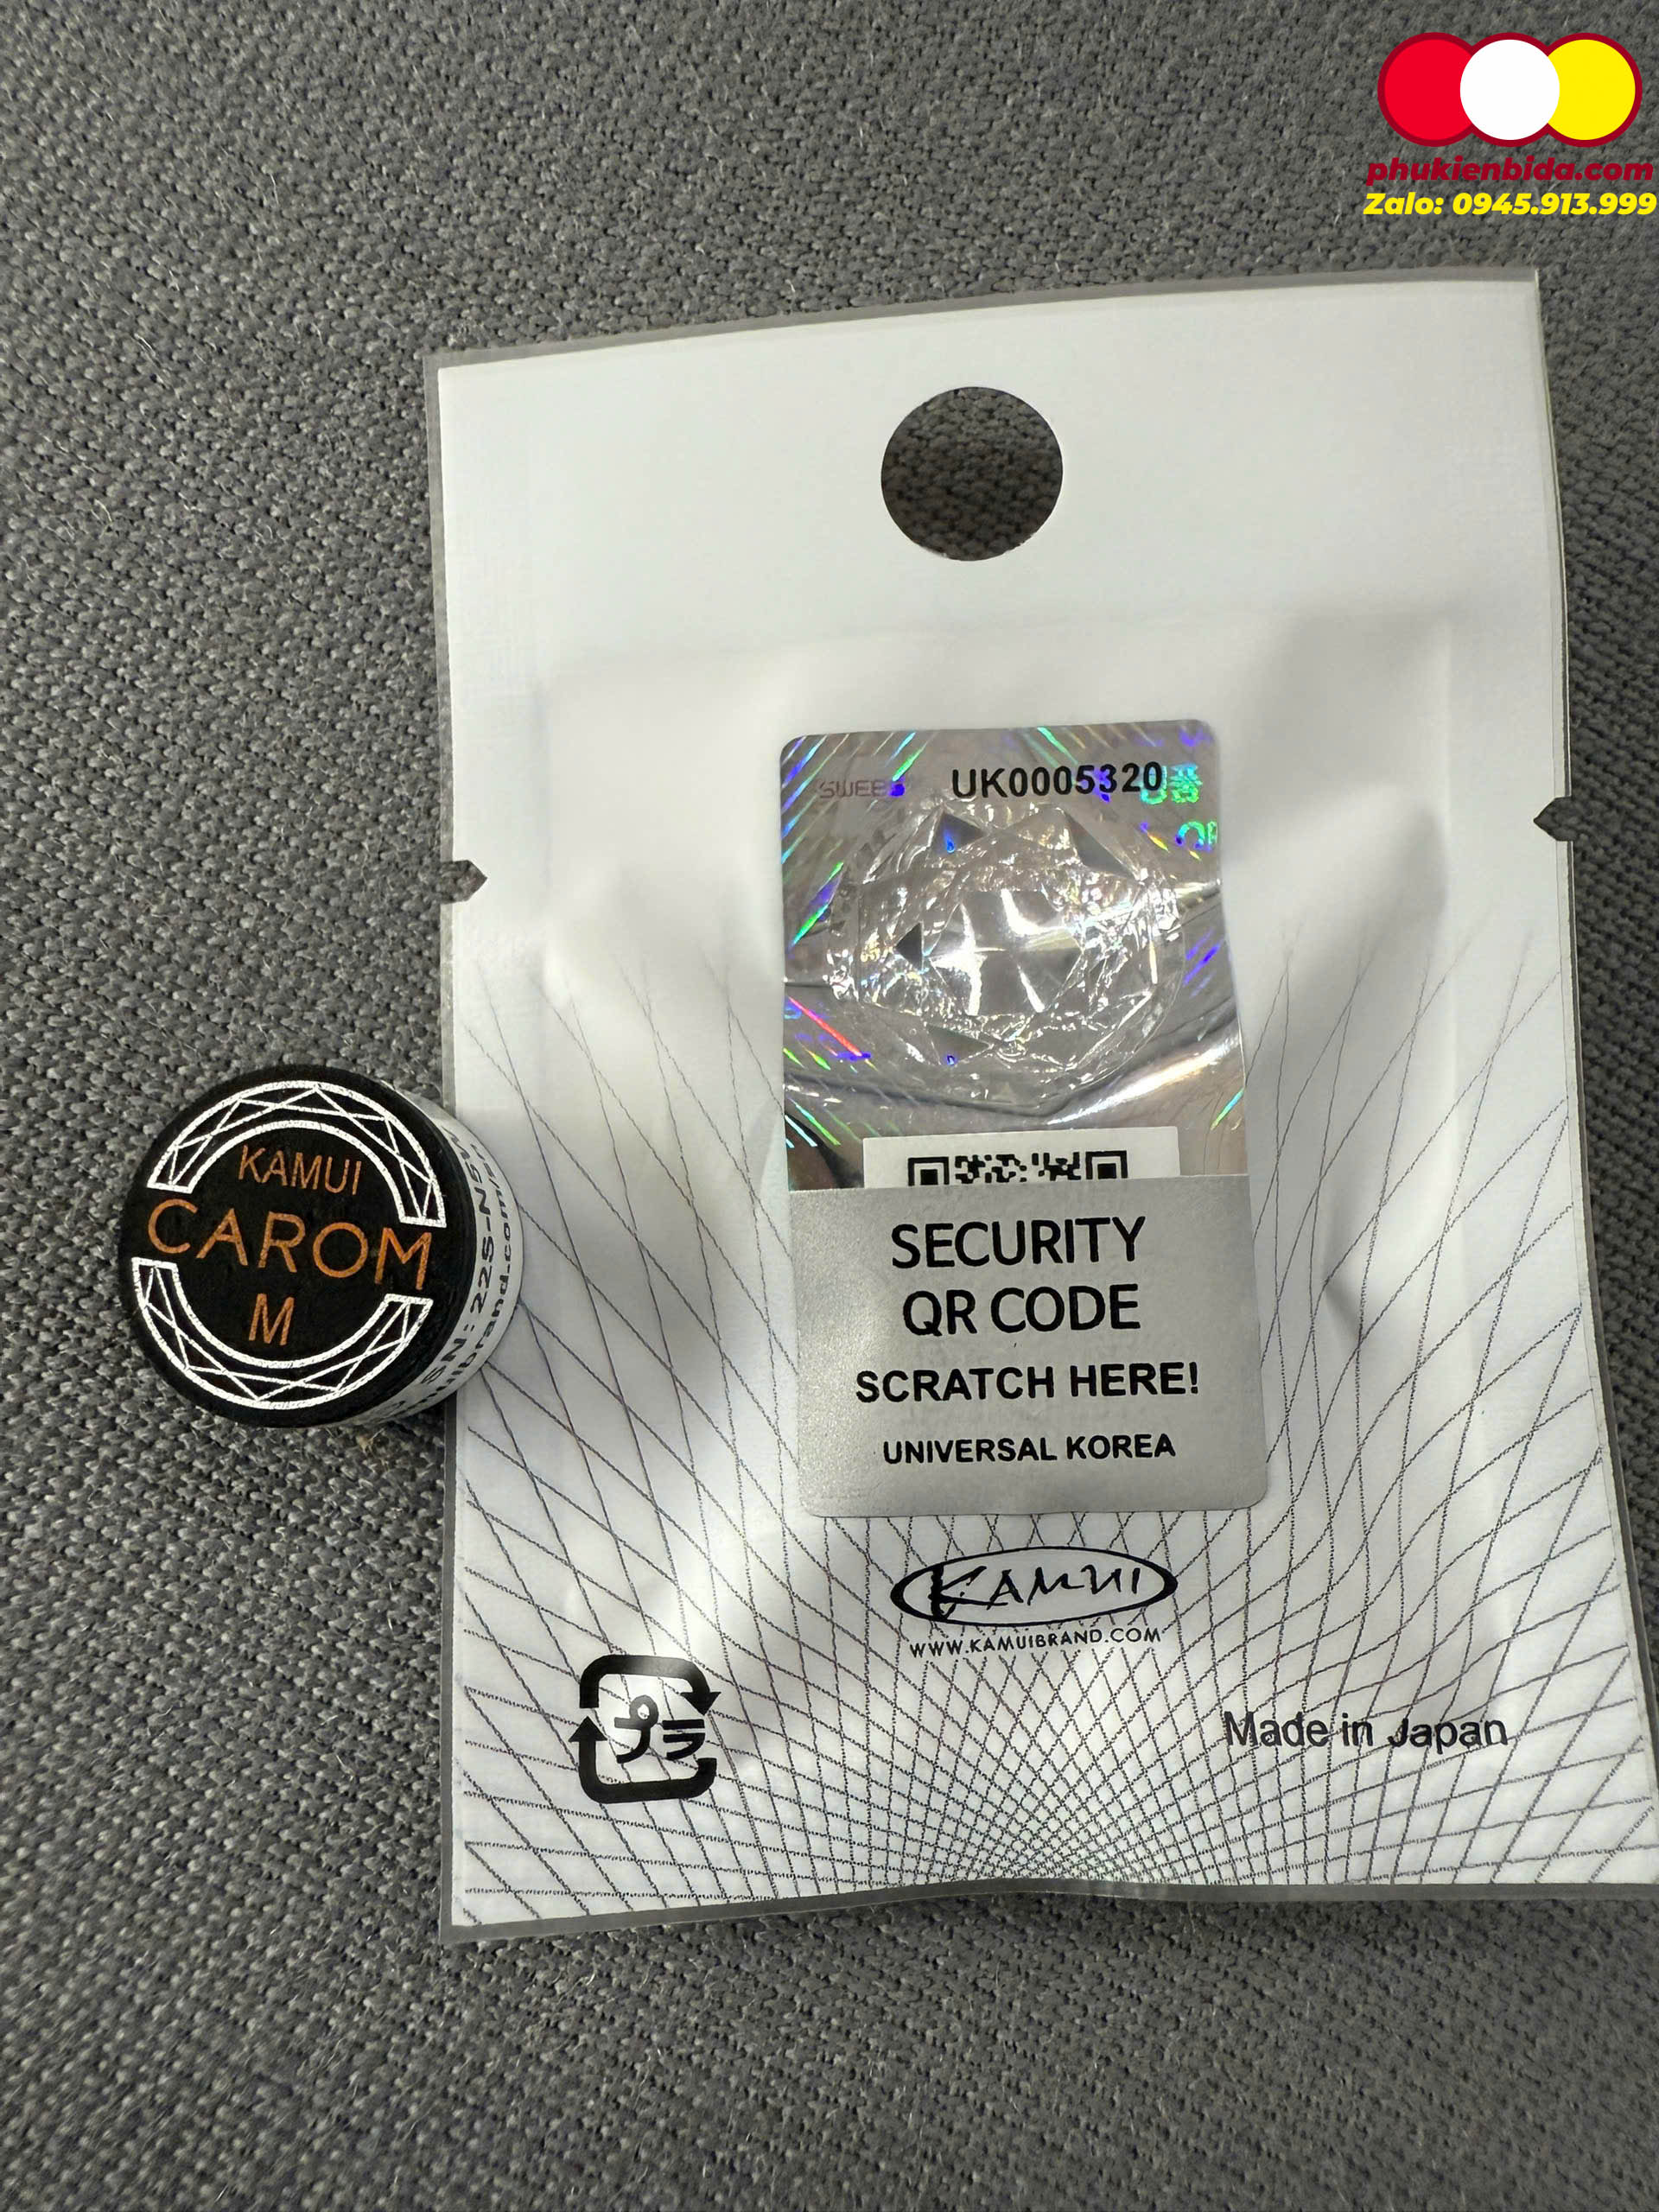 phukienbida.com
Zalo: 0945.913.999
UK0005320
KAMUI
CAROM
M
SECURITY
QR CODE
SCRATCH HERE!
UNIVERSAL KOREA
KAMUI
WWW.KAMUIBRAND.COM
プラ
Made in Japan